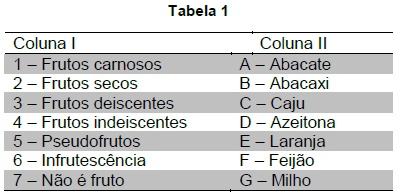 Tabela 1
Coluna I Coluna II
1 – Frutos carnosos A – Abacate
2 – Frutos secos B – Abacaxi
3 – Frutos deiscentes C – Caju
4 – Frutos indeiscentes D – Azeitona
5 – Pseudofrutos E – Laranja
6 – Infrutescência F – Feijão
7 – Não é fruto G – Milho